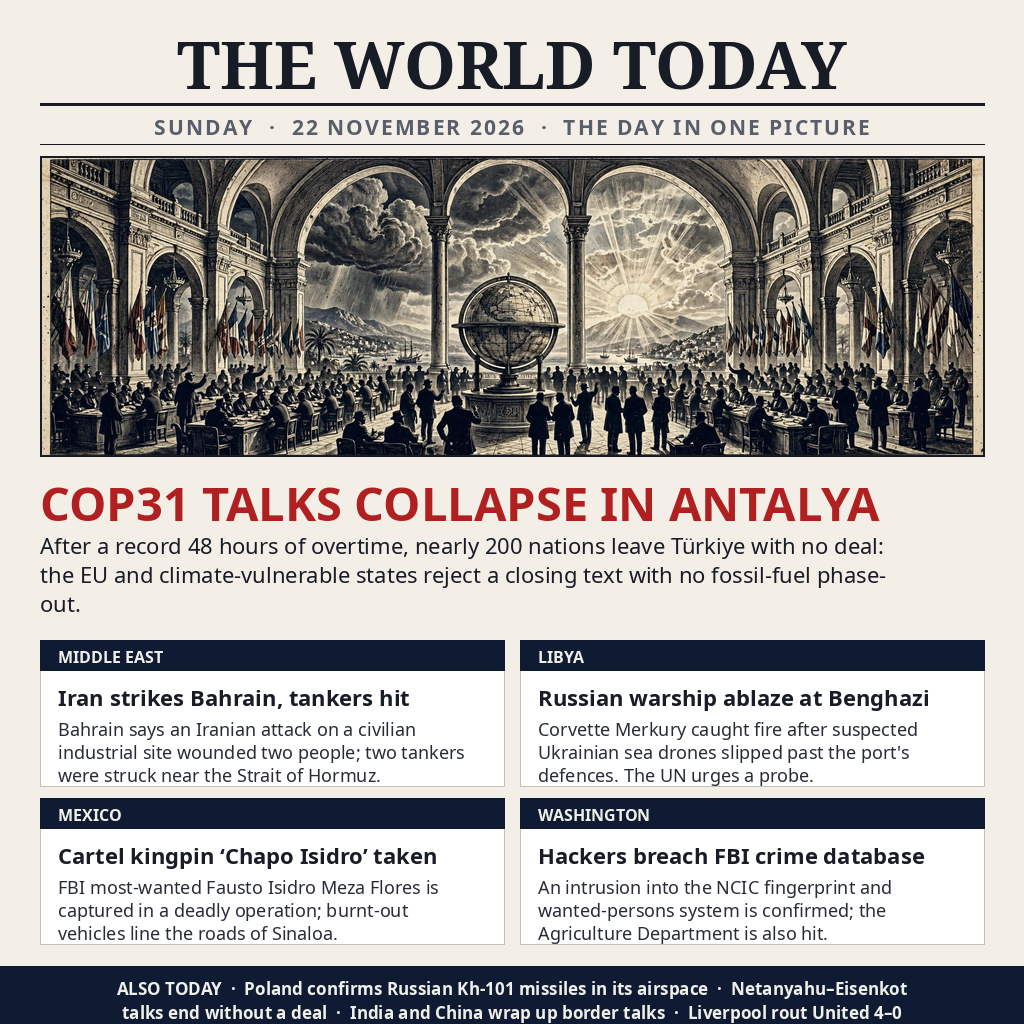 THE WORLD TODAY
SUNDAY · 22 NOVEMBER 2026 · THE DAY IN ONE PICTURE
COP31 TALKS COLLAPSE IN ANTALYA
After a record 48 hours of overtime, nearly 200 nations leave Türkiye with no deal:
the EU and climate-vulnerable states reject a closing text with no fossil-fuel phase-
out.
MIDDLE EAST
Iran strikes Bahrain, tankers hit
Bahrain says an Iranian attack on a civilian
industrial site wounded two people; two tankers
were struck near the Strait of Hormuz.
LIBYA
Russian warship ablaze at Benghazi
Corvette Merkury caught fire after suspected
Ukrainian sea drones slipped past the port's
defences. The UN urges a probe.
MEXICO
Cartel kingpin ‘Chapo Isidro’ taken
FBI most-wanted Fausto Isidro Meza Flores is
captured in a deadly operation; burnt-out
vehicles line the roads of Sinaloa.
WASHINGTON
Hackers breach FBI crime database
An intrusion into the NCIC fingerprint and
wanted-persons system is confirmed; the
Agriculture Department is also hit.
ALSO TODAY · Poland confirms Russian Kh-101 missiles in its airspace · Netanyahu–Eisenkot
talks end without a deal · India and China wrap up border talks · Liverpool rout United 4–0